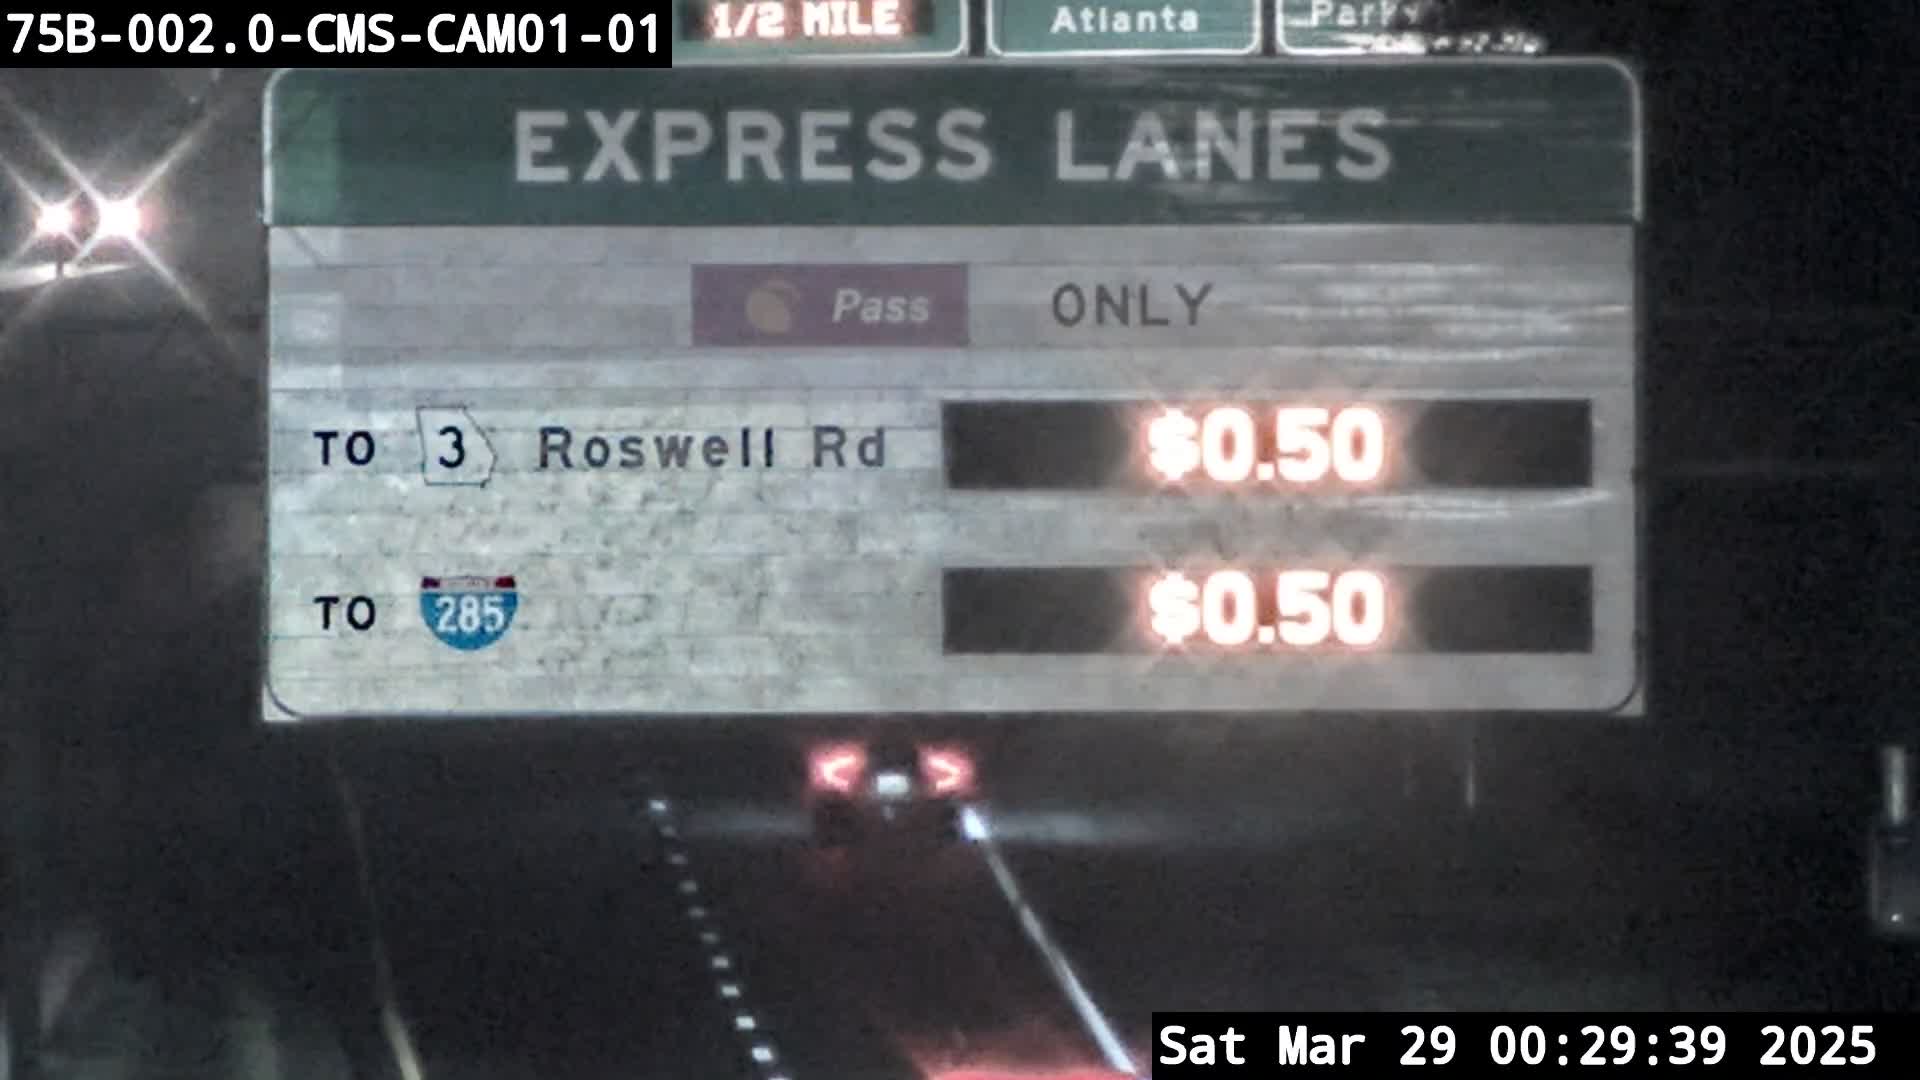 75B-002.0-CMS-CAM01-01
1/2 MILE
Atlanta
EXPRESS LANES
Pass ONLY
TO 3 Roswell Rd $0.50
TO 285 $0.50
Sat Mar 29 00:29:39 2025